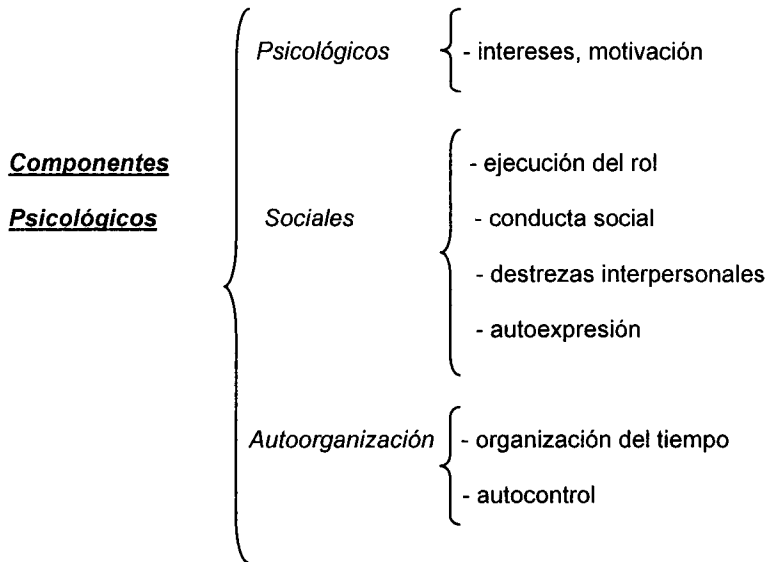 Psicológicos
- intereses, motivación
Componentes
Psicológicos
Sociales
- ejecución del rol
- conducta social
- destrezas interpersonales
- autoexpresión
Autoorganización
- organización del tiempo
- autocontrol